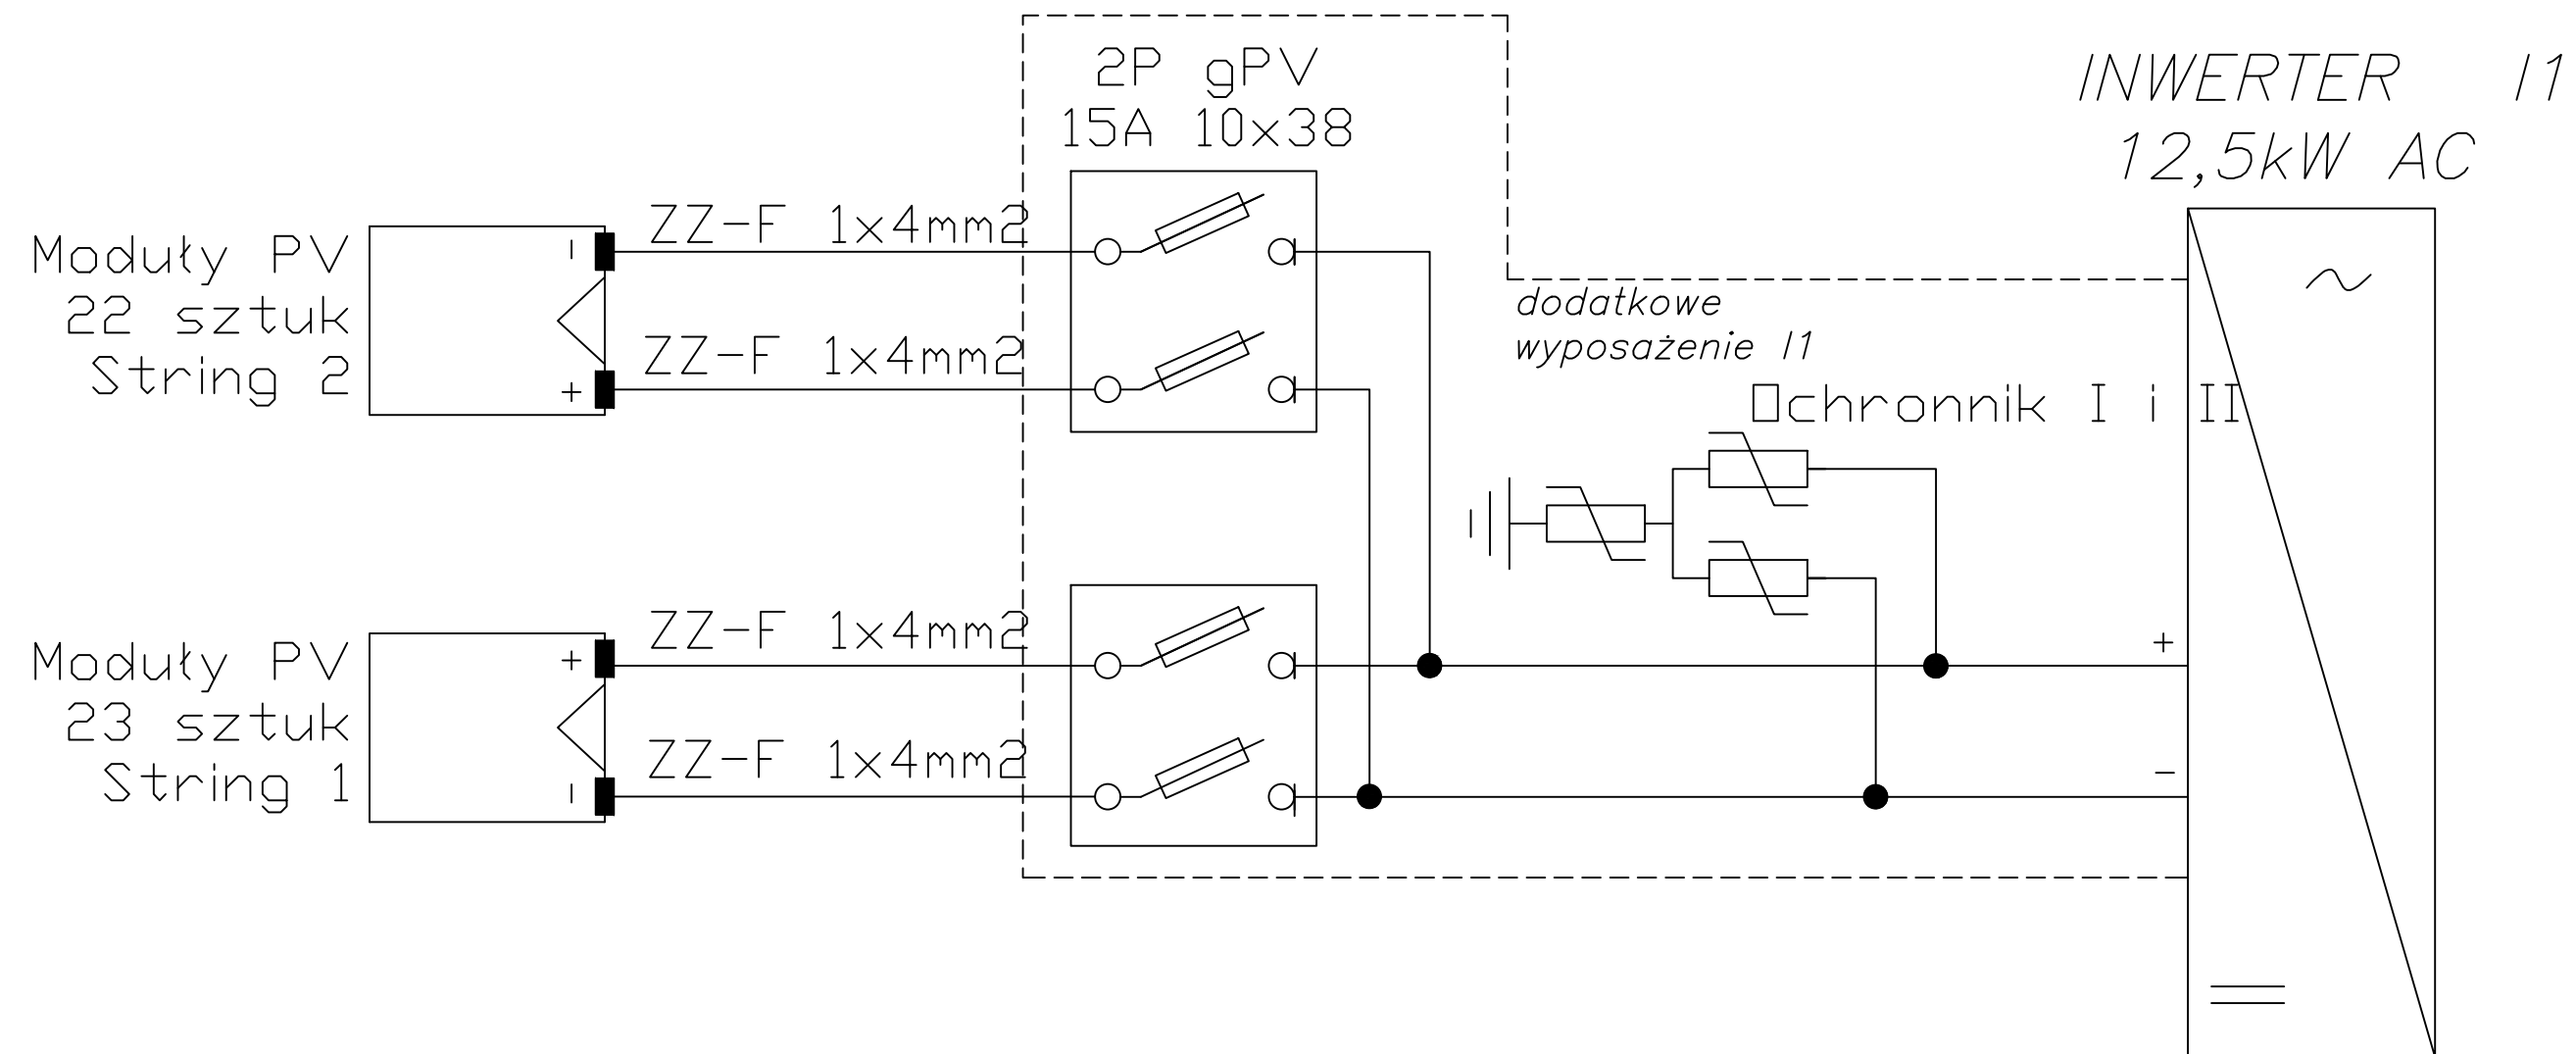 2P gPV
15A 10x38
INWERTER I1
12,5kW AC
Moduły PV
22 sztuk
String 2
-
+
ZZ-F 1x4mm2
ZZ-F 1x4mm2
dodatkowe
wyposażenie I1
Ochronnik I i II
Moduły PV
23 sztuk
String 1
+
-
ZZ-F 1x4mm2
ZZ-F 1x4mm2
+
-